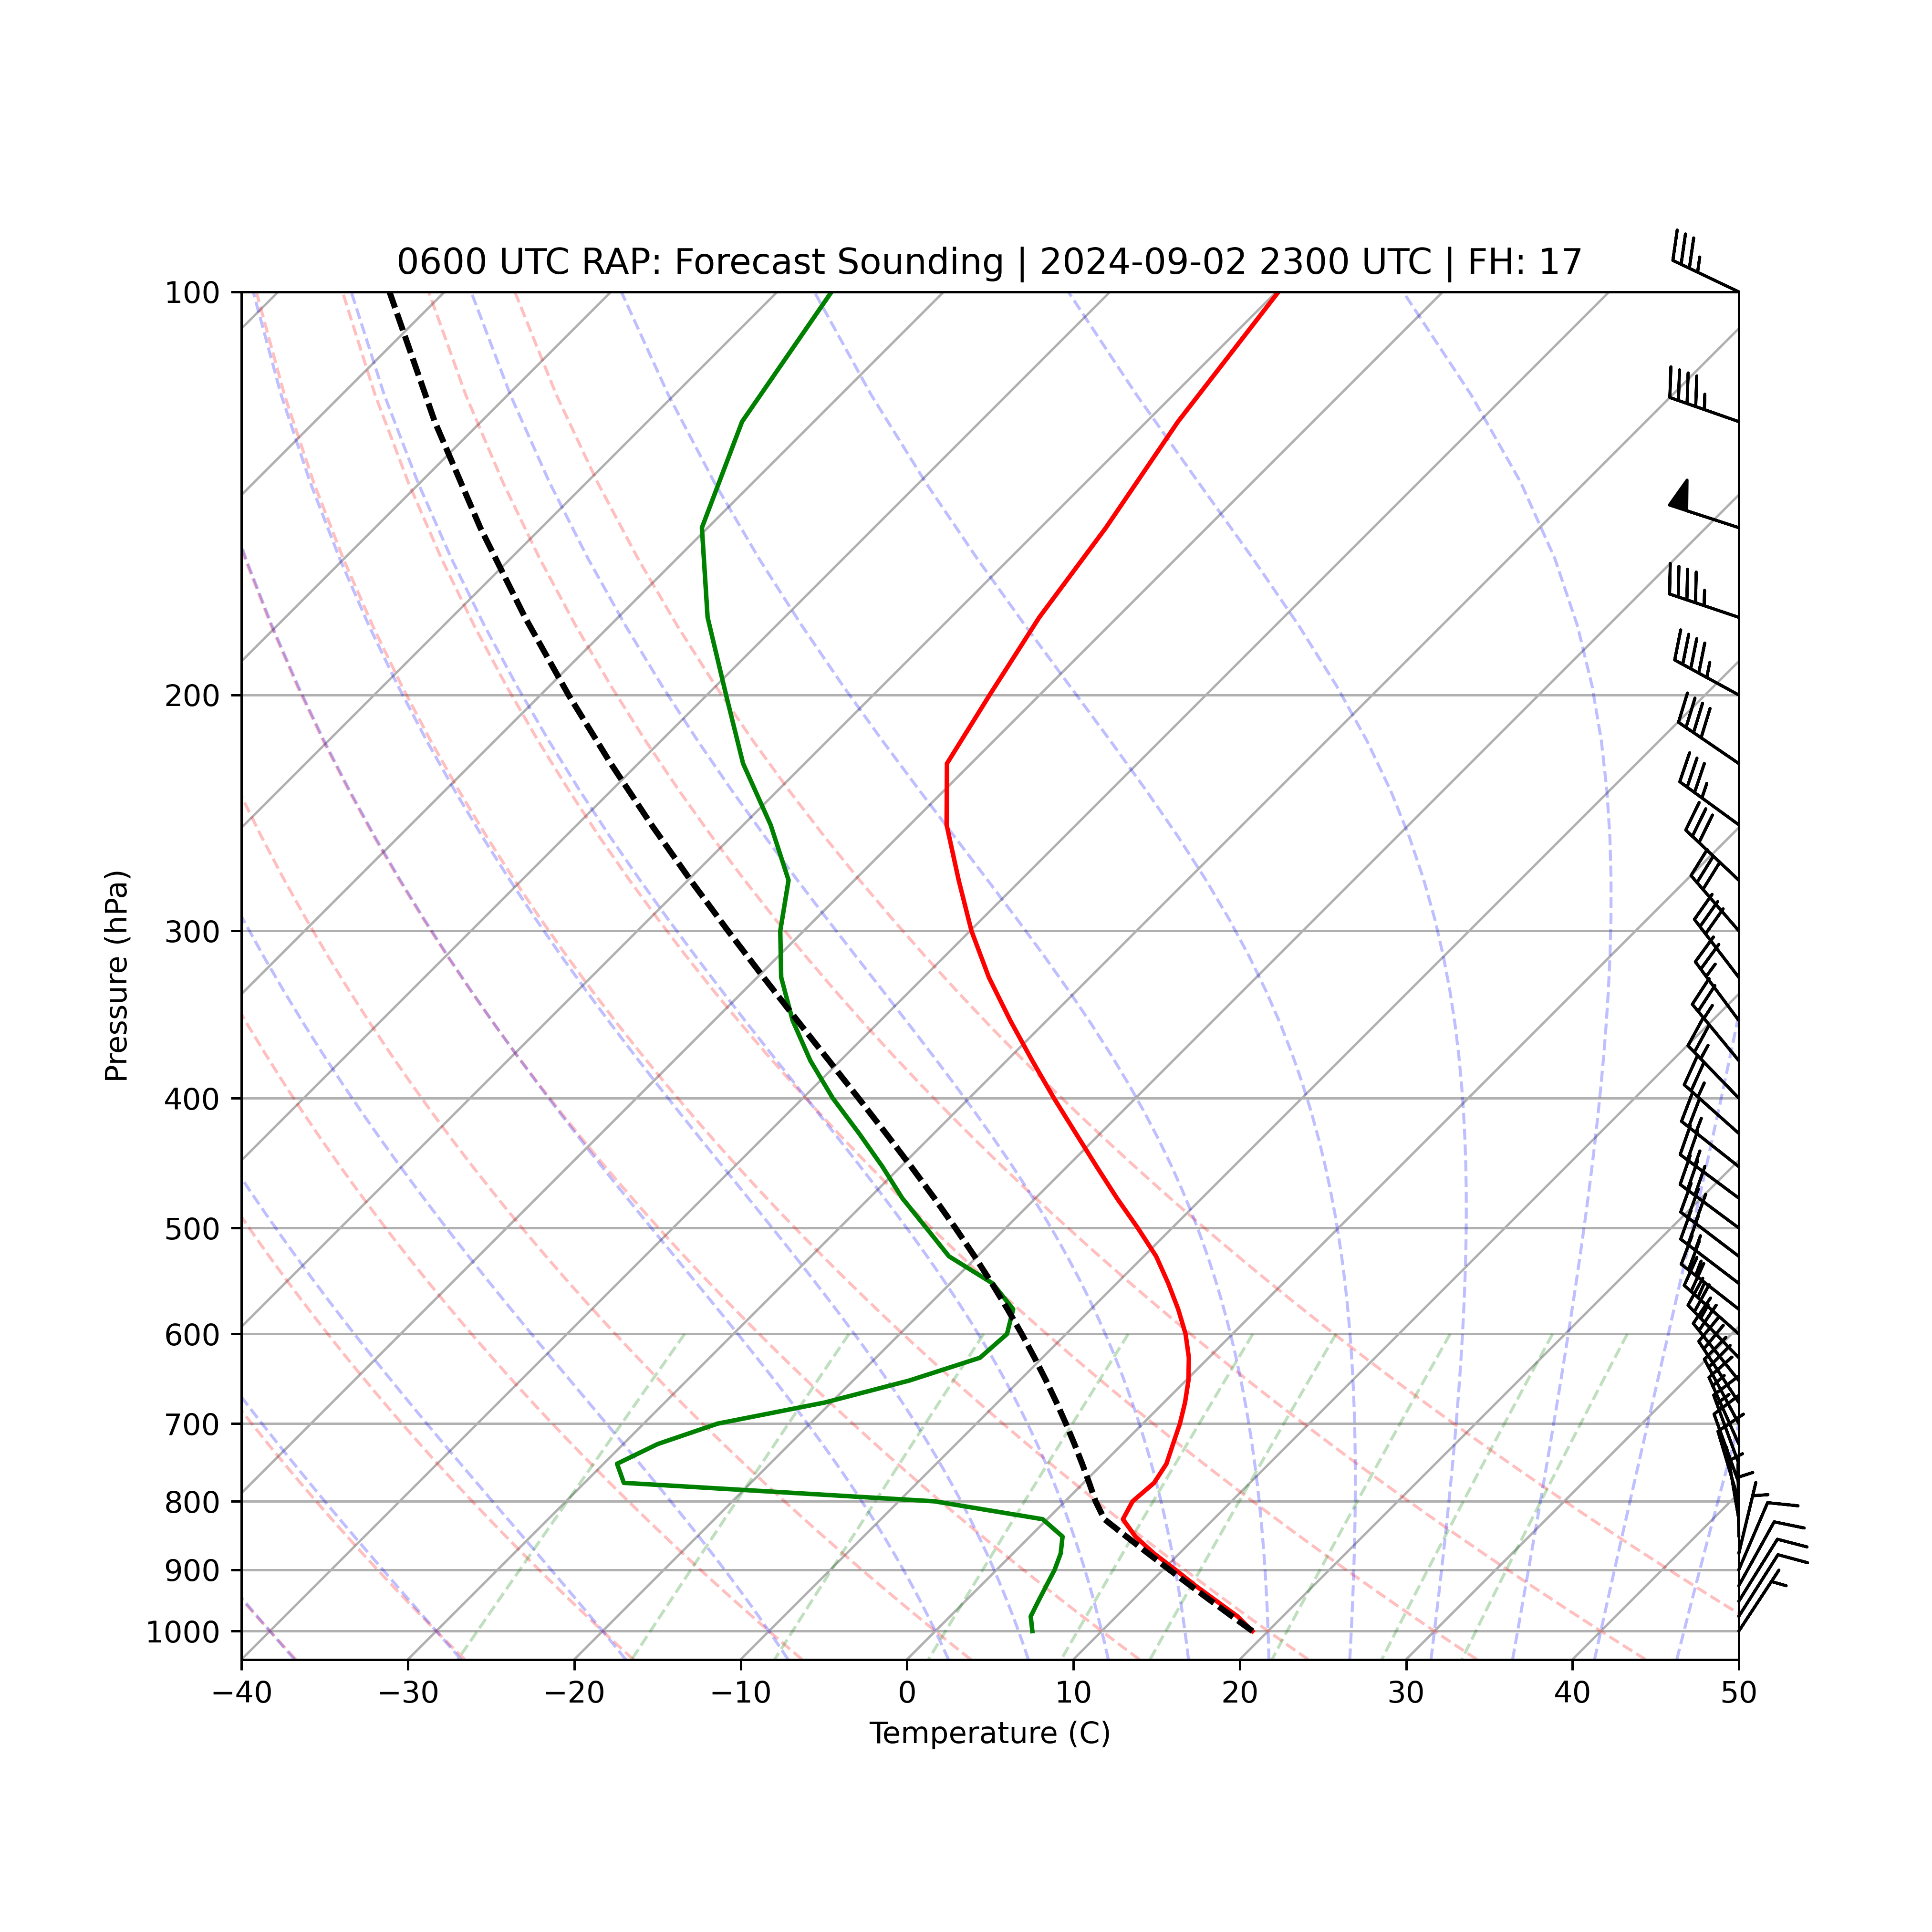 0600 UTC RAP: Forecast Sounding | 2024-09-02 2300 UTC | FH: 17
100
200
300
400
500
600
700
800
900
1000
Pressure (hPa)
−40 −30 −20 −10 0 10 20 30 40 50
Temperature (C)